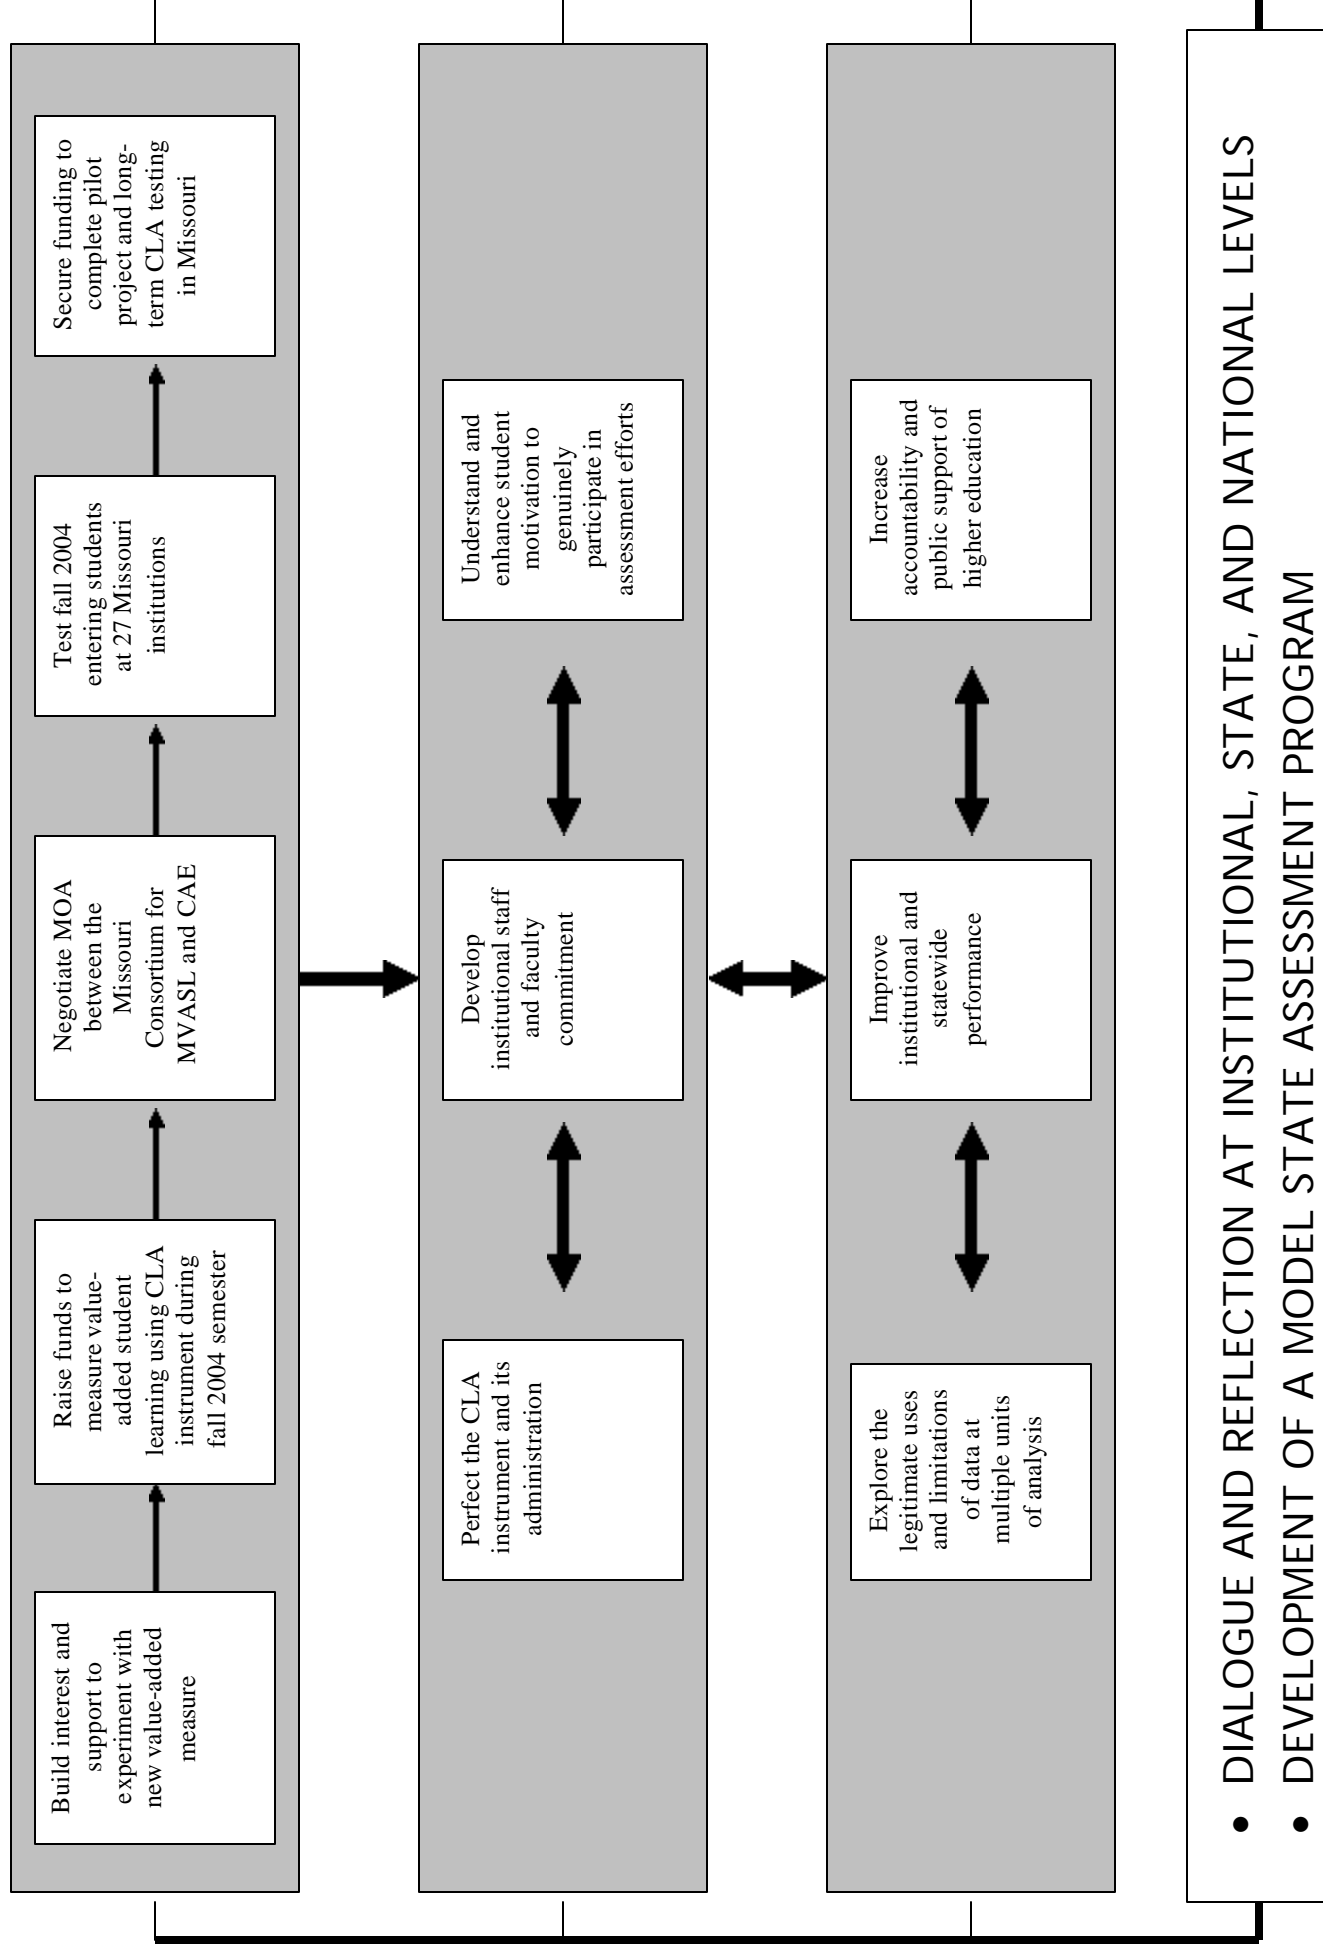 Build interest and
support to
experiment with
new value-added
measure
Raise funds to
measure value-
added student
learning using CLA
instrument during
fall 2004 semester
Negotiate MOA
between the
Missouri
Consortium for
MVASL and CAE
Test fall 2004
entering students
at 27 Missouri
institutions
Secure funding to
complete pilot
project and long-
term CLA testing
in Missouri
Perfect the CLA
instrument and its
administration
Develop
institutional staff
and faculty
commitment
Understand and
enhance student
motivation to
genuinely
participate in
assessment efforts
Explore the
legitimate uses
and limitations
of data at
multiple units
of analysis
Improve
institutional and
statewide
performance
Increase
accountability and
public support of
higher education
• DIALOGUE AND REFLECTION AT INSTITUTIONAL, STATE, AND NATIONAL LEVELS
• DEVELOPMENT OF A MODEL STATE ASSESSMENT PROGRAM